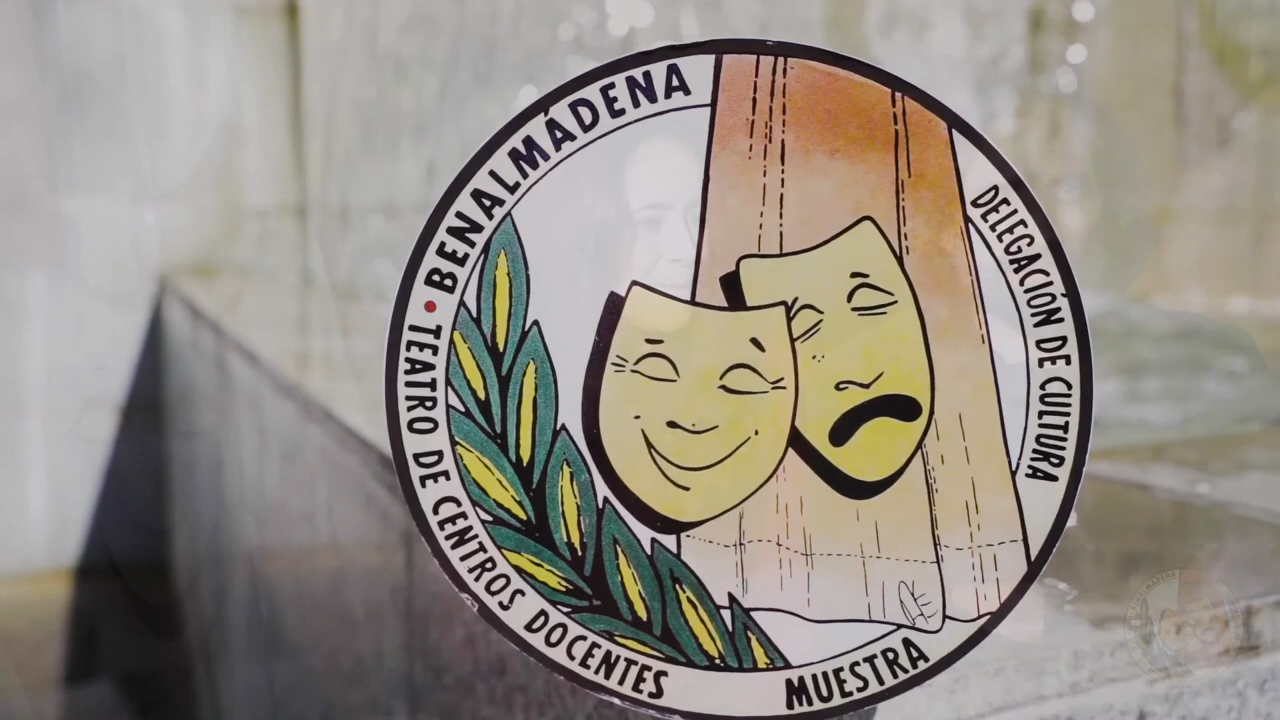 BENALMÁDENA
TEATRO DE CENTROS DOCENTES
MUESTRA
DELEGACIÓN DE CULTURA